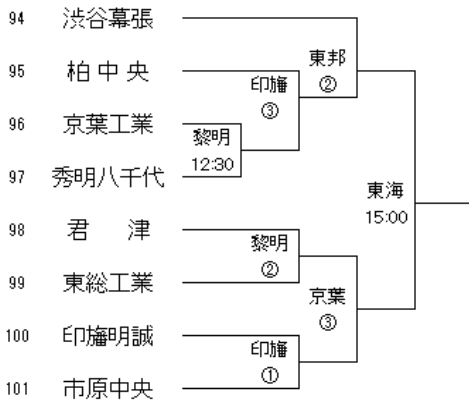 94 渋谷幕張
東邦
②
95 柏中央
印旛
③
96 京葉工業
黎明
12:30
97 秀明八千代
東海
15:00
98 君 津
黎明
②
99 東総工業
京葉
③
100 印旛明誠
印旛
①
101 市原中央